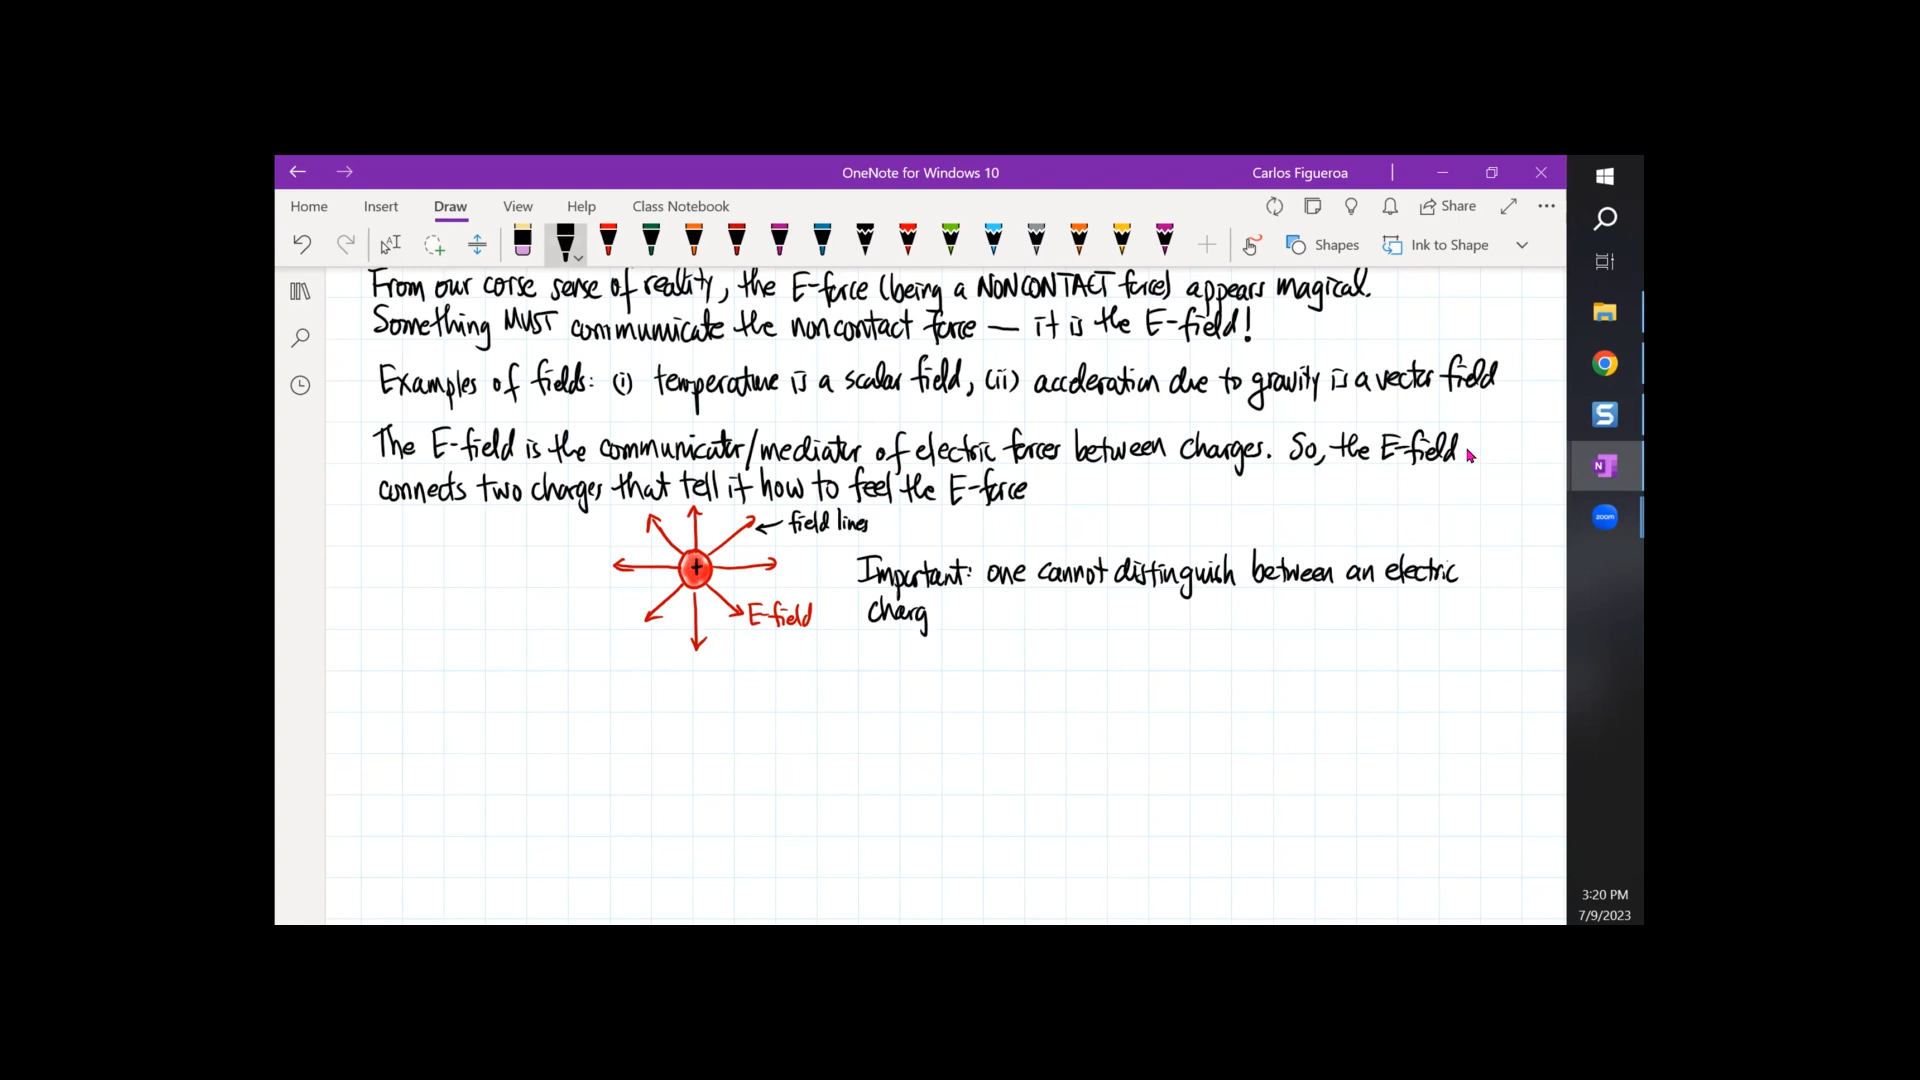 OneNote for Windows 10
Carlos Figueroa
Home Insert Draw View Help Class Notebook
Share
Shapes
Ink to Shape
From our corse sense of reality, the E-force (being a NONCONTACT force) appears magical.
Something MUST communicate the noncontact force — it is the E-field!
Examples of fields: (i) temperature is a scalar field, (ii) acceleration due to gravity is a vector field
The E-field is the communicator/mediator of electric forces between charges. So, the E-field
connects two charges that tell it how to feel the E-force
← field lines
+
E-field
Important: one cannot distinguish between an electric
charg
zoom
3:20 PM
7/9/2023